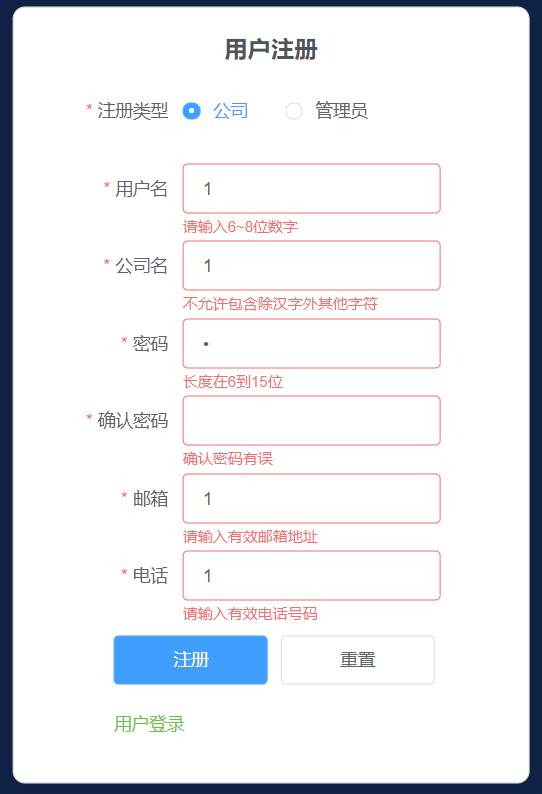 用户注册
* 注册类型 公司 管理员
* 用户名 1
请输入6~8位数字
* 公司名 1
不允许包含除汉字外其他字符
* 密码 •
长度在6到15位
* 确认密码
确认密码有误
* 邮箱 1
请输入有效邮箱地址
* 电话 1
请输入有效电话号码
注册 重置
用户登录